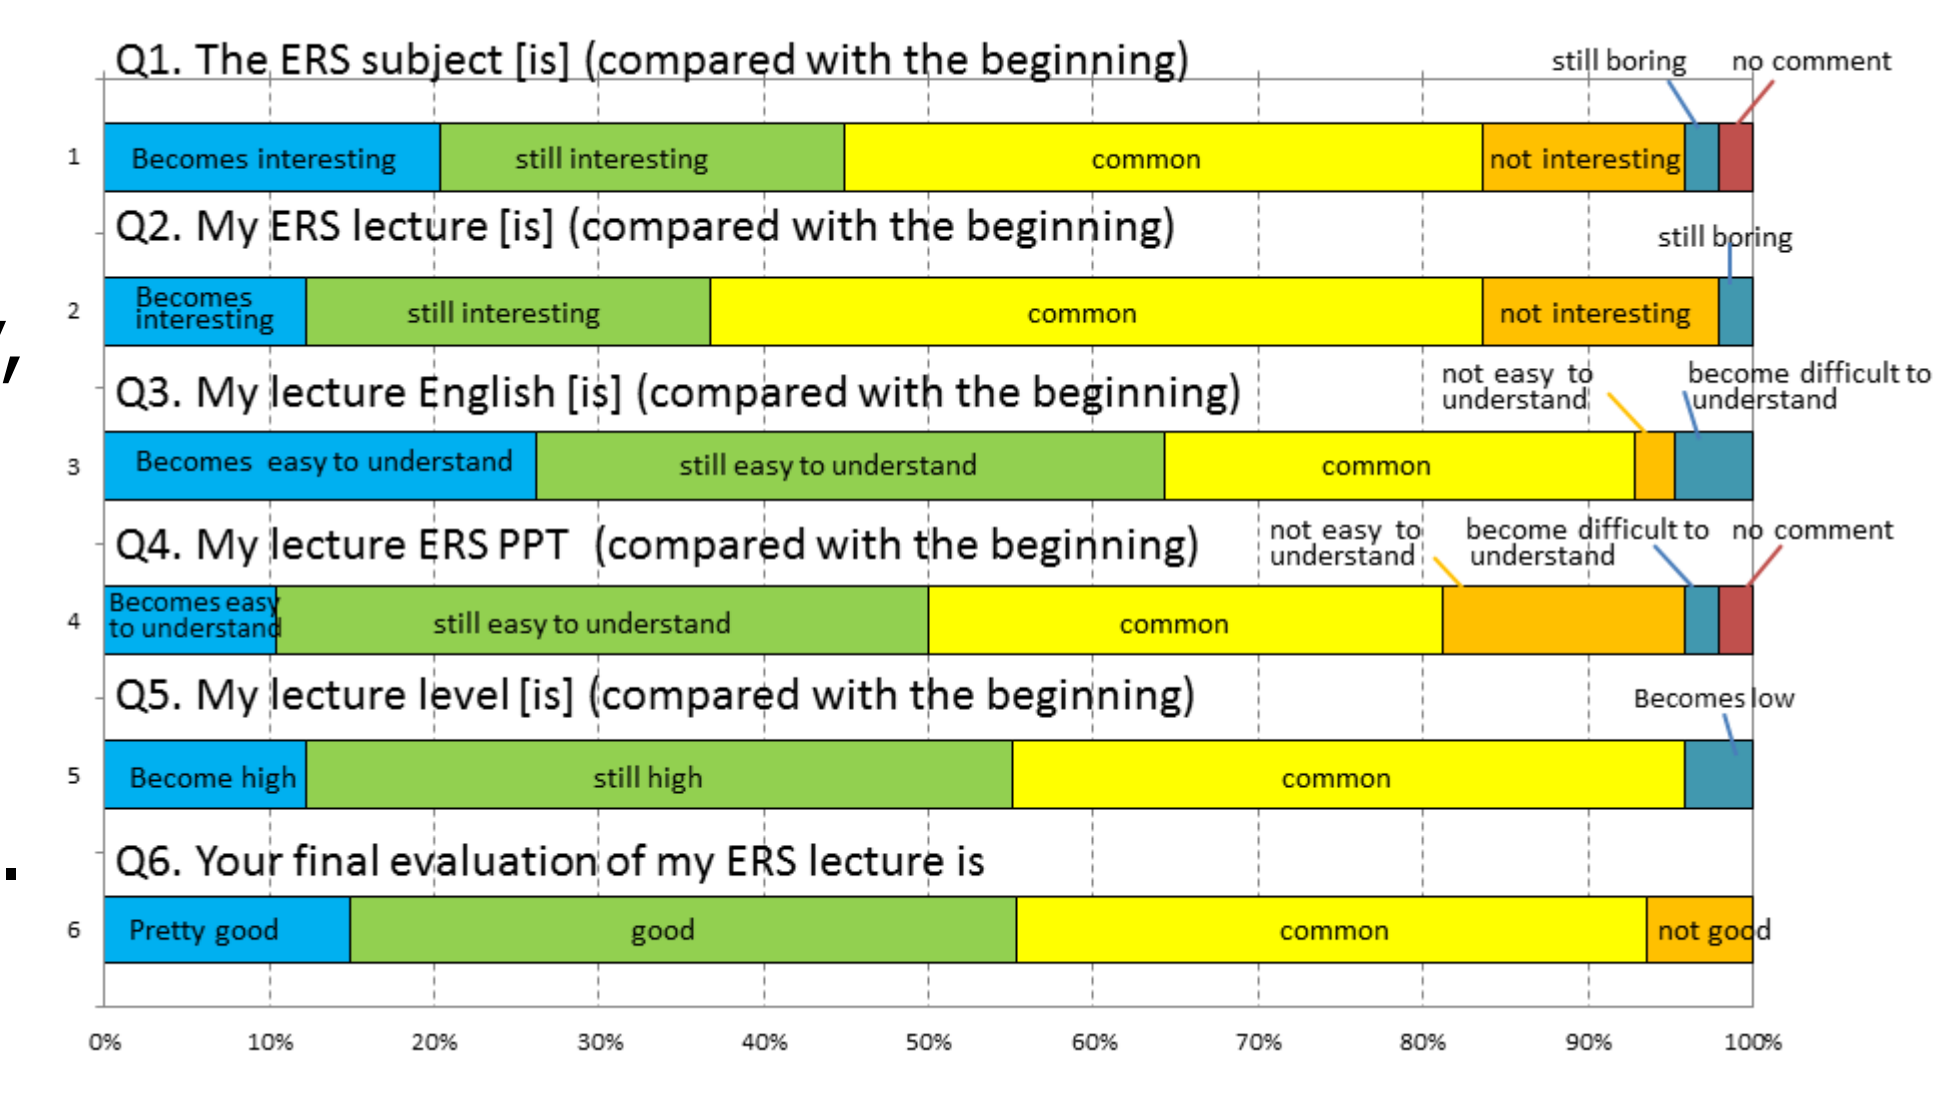 Q1. The ERS subject [is] (compared with the beginning)
still boring
no comment
1
Becomes interesting
still interesting
common
not interesting
Q2. My ERS lecture [is] (compared with the beginning)
still boring
2
Becomes
interesting
still interesting
common
not interesting
,
Q3. My lecture English [is] (compared with the beginning)
not easy to
understand
become difficult to
understand
3
Becomes easy to understand
still easy to understand
common
Q4. My lecture ERS PPT (compared with the beginning)
not easy to
understand
become difficult to
understand
no comment
4
Becomes easy
to understand
still easy to understand
common
Q5. My lecture level [is] (compared with the beginning)
Becomes low
5
Become high
still high
common
.
Q6. Your final evaluation of my ERS lecture is
6
Pretty good
good
common
not good
0%
10%
20%
30%
40%
50%
60%
70%
80%
90%
100%